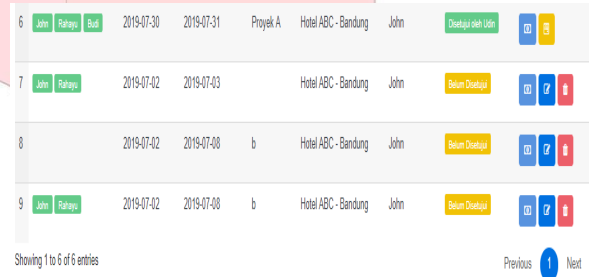 6 John Rahayu Budi 2019-07-30 2019-07-31 Proyek A Hotel ABC - Bandung John Disetujui oleh Udin
7 John Rahayu 2019-07-02 2019-07-03 Hotel ABC - Bandung John Belum Disetujui
8 2019-07-02 2019-07-08 b Hotel ABC - Bandung John Belum Disetujui
9 John Rahayu 2019-07-02 2019-07-08 b Hotel ABC - Bandung John Belum Disetujui
Showing 1 to 6 of 6 entries Previous 1 Next